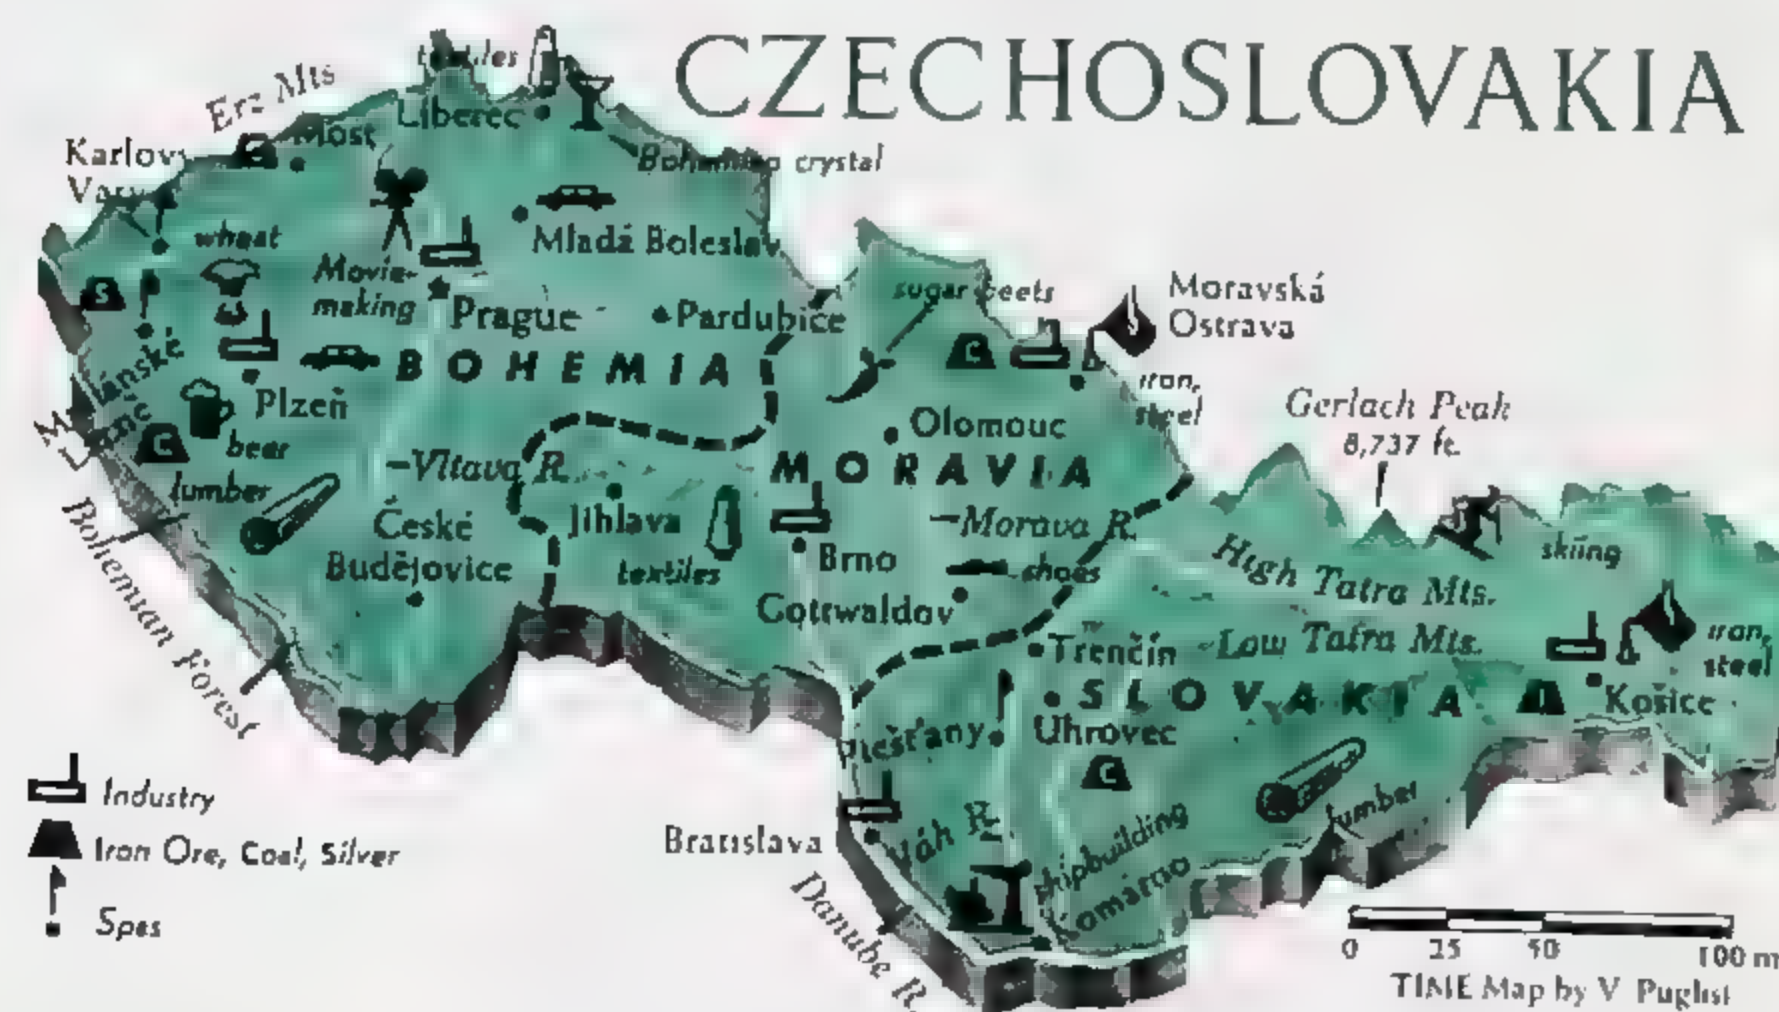 CZECHOSLOVAKIA
textiles
Erz Mts
Liberec
Most
Karlovy
Vary
Bohemian crystal
wheat
Mladá Boleslav
Movie-
making
Prague
Pardubice
sugar beets
Moravská
Ostrava
BOHEMIA
iron,
steel
Plzeň
beer
Gerlach Peak
8,737 ft.
Olomouc
Vltava R.
MORAVIA
lumber
České
Budějovice
Jihlava
textiles
Brno
Morava R.
shoes
Gottwaldov
High Tatra Mts.
skiing
Bohemian Forest
Trenčín
Low Tatra Mts.
iron,
steel
SLOVAKIA
Košice
Uhrovec
Piešťany
Industry
Iron Ore, Coal, Silver
Spas
Bratislava
Váh R.
shipbuilding
Komárno
lumber
Danube R.
0 25 50 100 m
TIME Map by V Puglisi